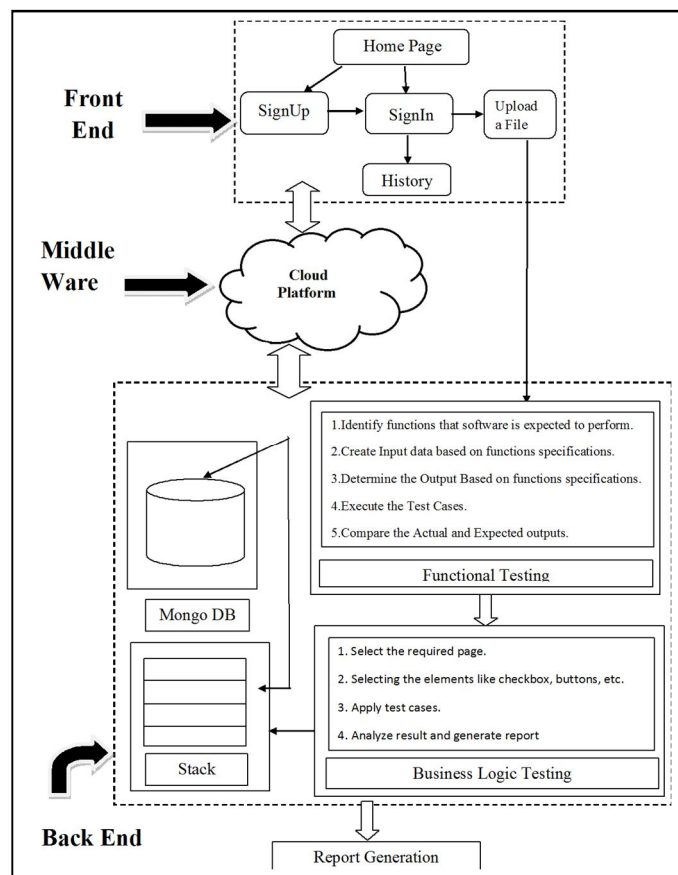 Home Page
Front
End
SignUp
SignIn
Upload
a File
History
Middle
Ware
Cloud
Platform
1.Identify functions that software is expected to perform.
2.Create Input data based on functions specifications.
3.Determine the Output Based on functions specifications.
4.Execute the Test Cases.
5.Compare the Actual and Expected outputs.
Functional Testing
Mongo DB
1. Select the required page.
2. Selecting the elements like checkbox, buttons, etc.
3. Apply test cases.
4. Analyze result and generate report
Stack
Business Logic Testing
Back End
Report Generation